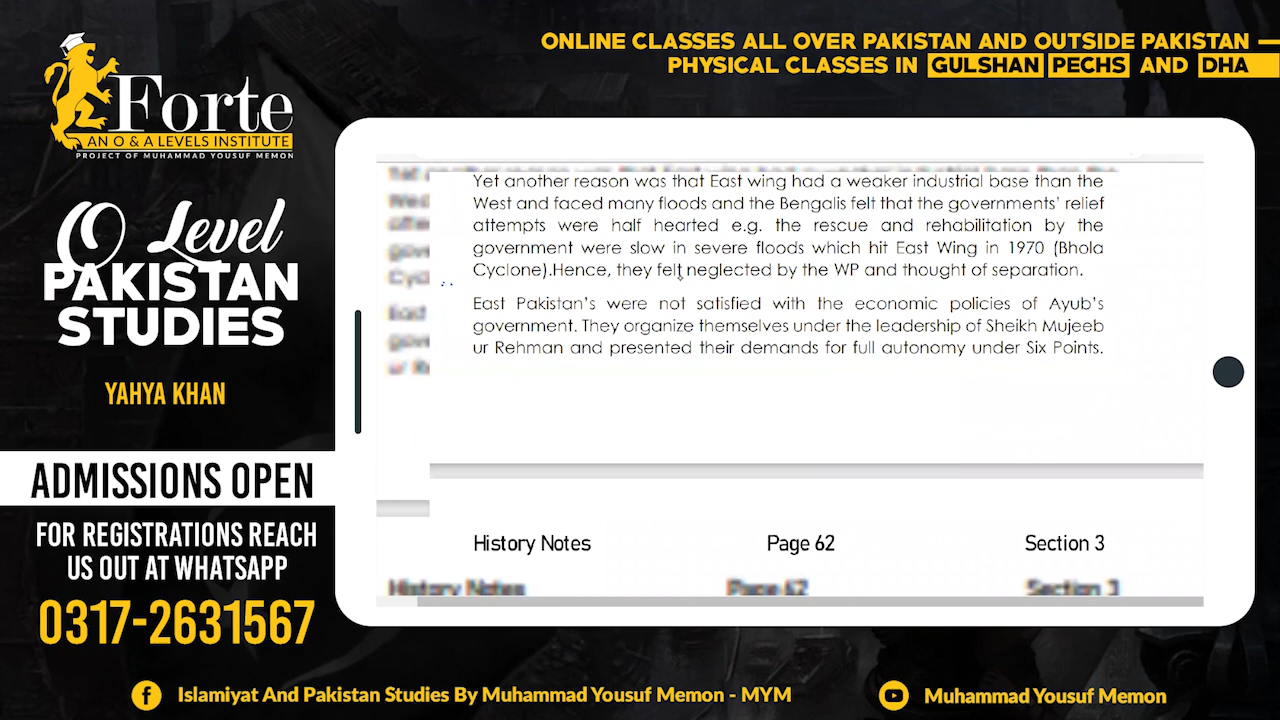 Forte
AN O & A LEVELS INSTITUTE
PROJECT OF MUHAMMAD YOUSUF MEMON
O Level
PAKISTAN
STUDIES
YAHYA KHAN
ADMISSIONS OPEN
FOR REGISTRATIONS REACH
US OUT AT WHATSAPP
0317-2631567
ONLINE CLASSES ALL OVER PAKISTAN AND OUTSIDE PAKISTAN
PHYSICAL CLASSES IN GULSHAN PECHS AND DHA
Yet another reason was that East wing had a weaker industrial base than the
West and faced many floods and the Bengalis felt that the governments' relief
attempts were half hearted e.g. the rescue and rehabilitation by the
government were slow in severe floods which hit East Wing in 1970 (Bhola
Cyclone).Hence, they felt neglected by the WP and thought of separation.
East Pakistan's were not satisfied with the economic policies of Ayub's
government. They organize themselves under the leadership of Sheikh Mujeeb
ur Rehman and presented their demands for full autonomy under Six Points.
History Notes Page 62 Section 3
History Notes Page 62 Section 3
Islamiyat And Pakistan Studies By Muhammad Yousuf Memon - MYM
Muhammad Yousuf Memon